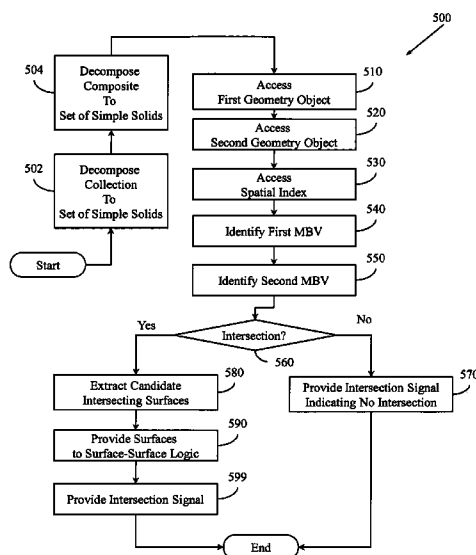 500
504
Decompose
Composite
To
Set of Simple Solids
502
Decompose
Collection
To
Set of Simple Solids
Start
510
Access
First Geometry Object
520
Access
Second Geometry Object
530
Access
Spatial Index
540
Identify First MBV
550
Identify Second MBV
Yes
Intersection?
No
560
580
Extract Candidate
Intersecting Surfaces
570
Provide Intersection Signal
Indicating No Intersection
590
Provide Surfaces
to Surface-Surface Logic
599
Provide Intersection Signal
End